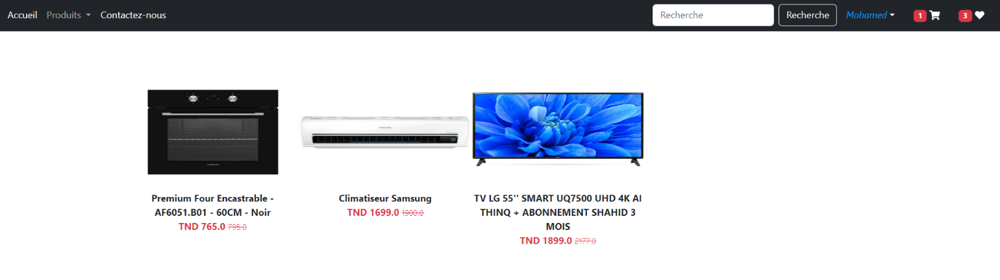 Accueil Produits Contactez-nous Recherche Recherche Mohamed 1 3
Premium Four Encastrable -
AF6051.B01 - 60CM - Noir
TND 765.0 795.0
Climatiseur Samsung
TND 1699.0 1900.0
TV LG 55'' SMART UQ7500 UHD 4K AI
THINQ + ABONNEMENT SHAHID 3
MOIS
TND 1899.0 2177.0